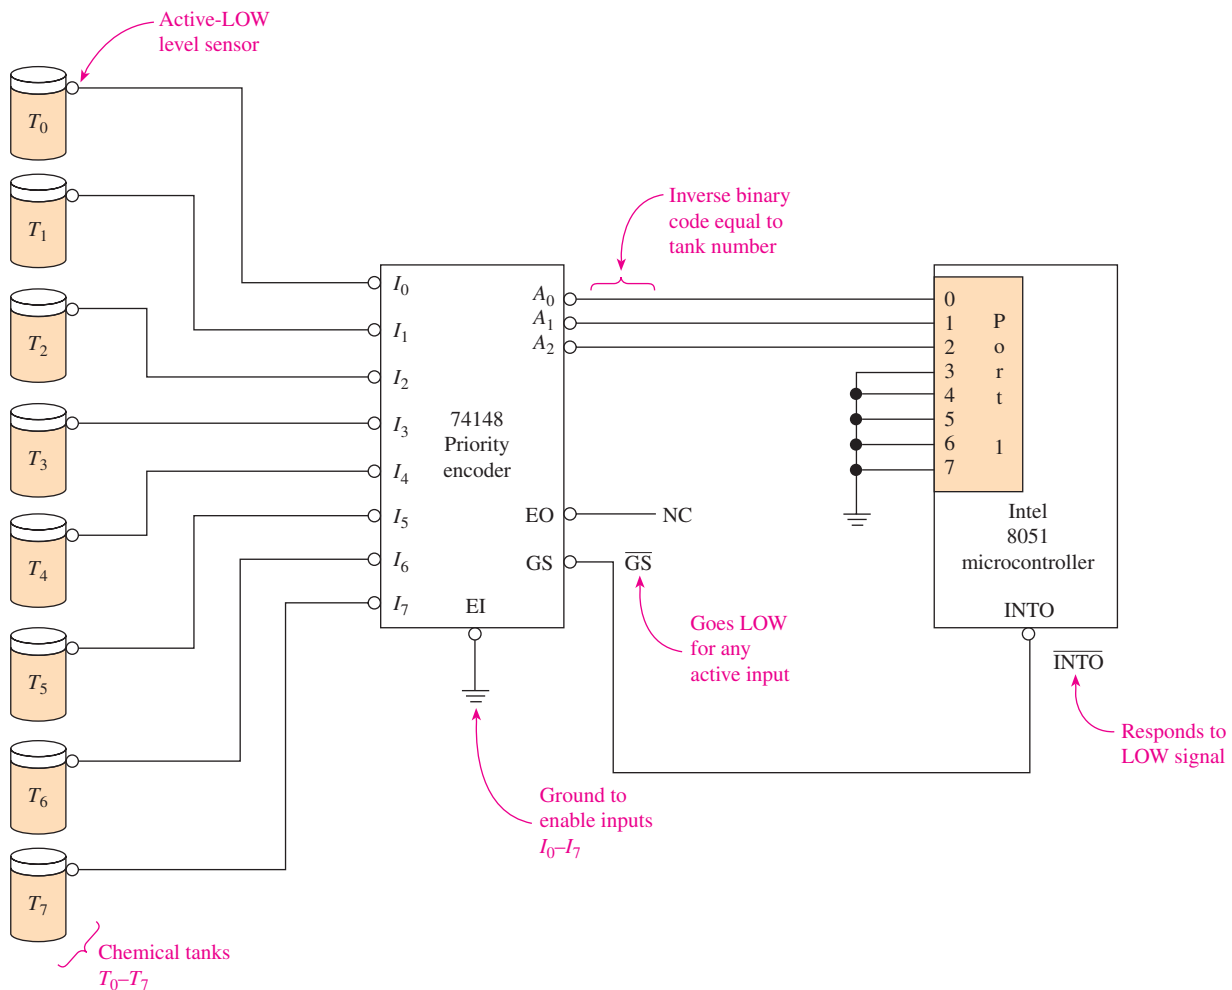 Active-LOW
level sensor
T0
T1
T2
T3
T4
T5
T6
T7
Chemical tanks
T0–T7
I0
I1
I2
I3
I4
I5
I6
I7
A0
A1
A2
74148
Priority
encoder
EO
GS
EI
NC
G̅S̅
Inverse binary
code equal to
tank number
Goes LOW
for any
active input
Ground to
enable inputs
I0–I7
0
1
2
3
4
5
6
7
P
o
r
t
1
Intel
8051
microcontroller
INTO
I̅N̅T̅O̅
Responds to
LOW signal